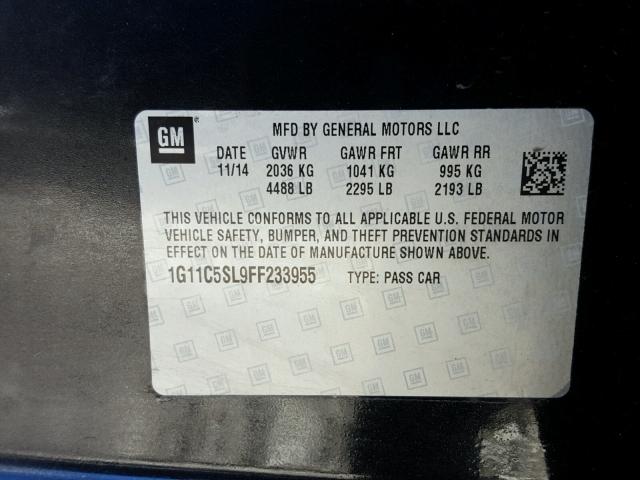 GM ® MFD BY GENERAL MOTORS LLC
DATE GVWR GAWR FRT GAWR RR
11/14 2036 KG 1041 KG 995 KG
4488 LB 2295 LB 2193 LB
THIS VEHICLE CONFORMS TO ALL APPLICABLE U.S. FEDERAL MOTOR
VEHICLE SAFETY, BUMPER, AND THEFT PREVENTION STANDARDS IN
EFFECT ON THE DATE OF MANUFACTURE SHOWN ABOVE.
1G11C5SL9FF233955 TYPE: PASS CAR